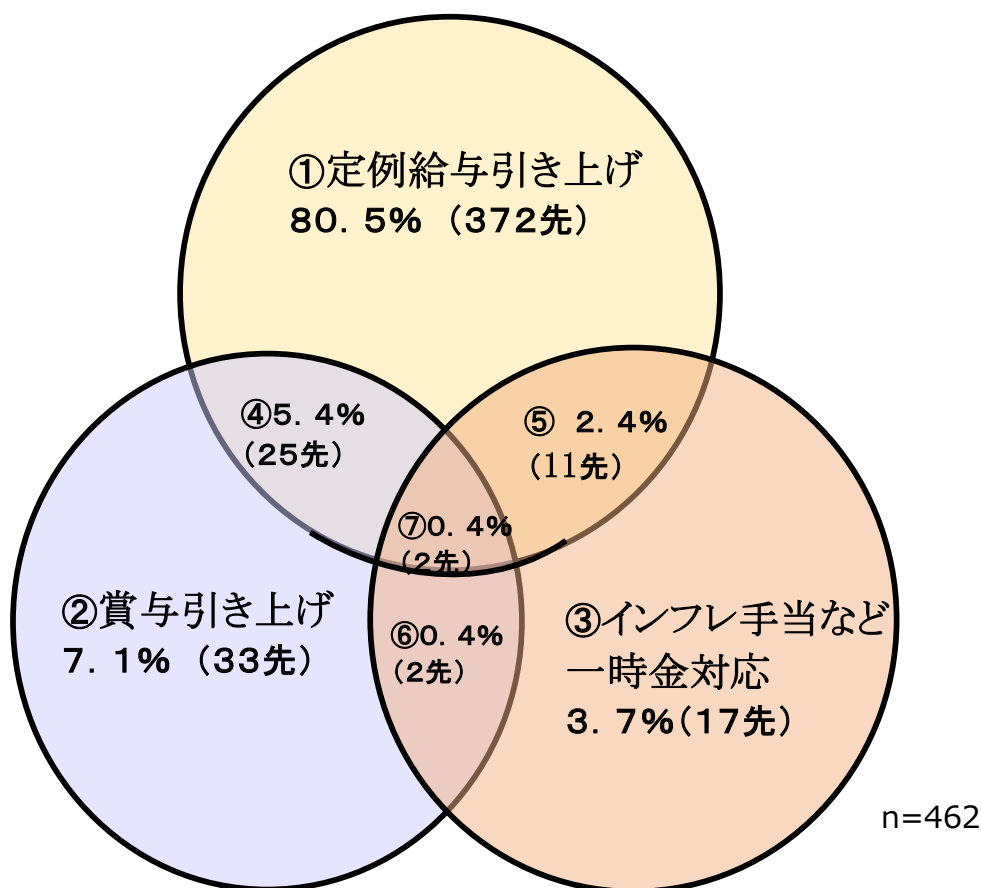 ①定例給与引き上げ
80.5%（372先）
④5.4%
（25先）
⑤ 2.4%
（11先）
⑦0.4%
（2先）
②賞与引き上げ
7.1%（33先）
⑥0.4%
（2先）
③インフレ手当など
一時金対応
3.7%（17先）
n=462